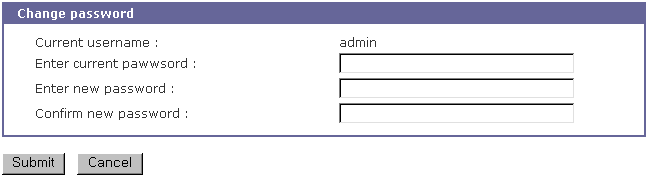 Change password
Current username : admin
Enter current pawwsord :
Enter new password :
Confirm new password :
Submit Cancel